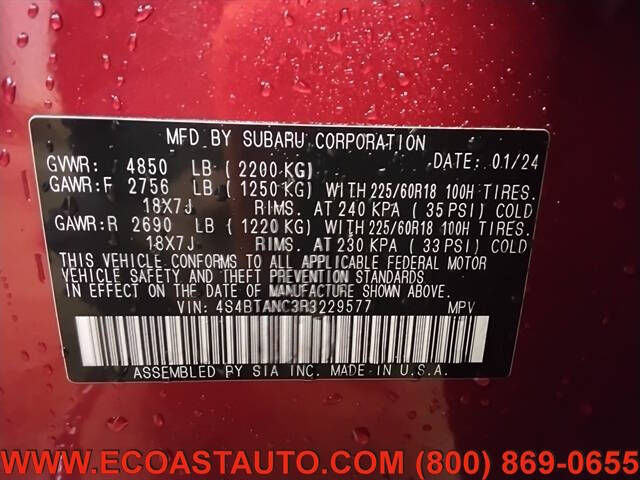 MFD BY SUBARU CORPORATION
GVWR: 4850 LB ( 2200 KG) DATE: 01/24
GAWR:F 2756 LB ( 1250 KG) WITH 225/60R18 100H TIRES.
18X7J RIMS. AT 240 KPA ( 35 PSI) COLD
GAWR:R 2690 LB ( 1220 KG) WITH 225/60R18 100H TIRES.
18X7J RIMS. AT 230 KPA ( 33 PSI) COLD
THIS VEHICLE CONFORMS TO ALL APPLICABLE FEDERAL MOTOR
VEHICLE SAFETY AND THEFT PREVENTION STANDARDS
IN EFFECT ON THE DATE OF MANUFACTURE SHOWN ABOVE.
VIN: 4S4BTANC3R3229577 MPV
ASSEMBLED BY SIA INC. MADE IN U.S.A.
WWW.ECOASTAUTO.COM (800) 869-0655